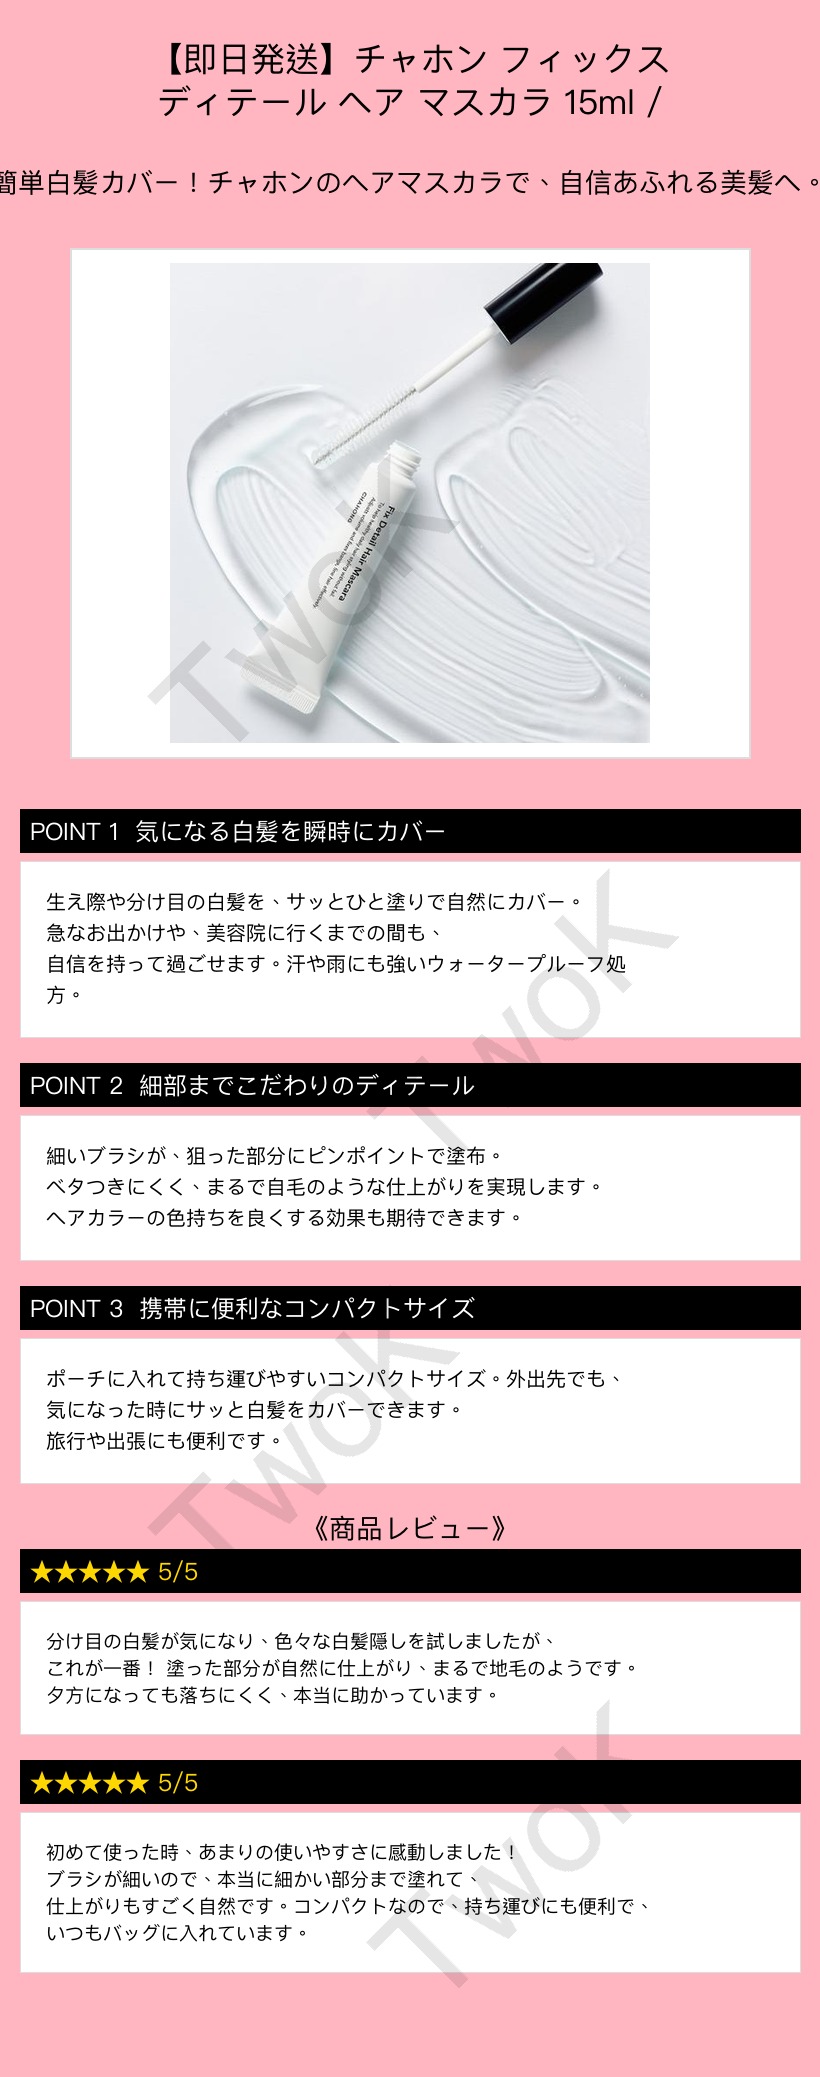 【即日発送】チャホン フィックス
ディテール ヘア マスカラ 15ml /
簡単白髪カバー！チャホンのヘアマスカラで、自信あふれる美髪へ。
CHAHONG
Fix Detail Hair Mascara
TwoK
POINT 1 気になる白髪を瞬時にカバー
生え際や分け目の白髪を、サッとひと塗りで自然にカバー。
急なお出かけや、美容院に行くまでの間も、
自信を持って過ごせます。汗や雨にも強いウォータープルーフ処
方。
TwoK
POINT 2 細部までこだわりのディテール
細いブラシが、狙った部分にピンポイントで塗布。
ベタつきにくく、まるで自毛のような仕上がりを実現します。
ヘアカラーの色持ちを良くする効果も期待できます。
POINT 3 携帯に便利なコンパクトサイズ
ポーチに入れて持ち運びやすいコンパクトサイズ。外出先でも、
気になった時にサッと白髪をカバーできます。
旅行や出張にも便利です。
TwoK
《商品レビュー》
★★★★★ 5/5
分け目の白髪が気になり、色々な白髪隠しを試しましたが、
これが一番！ 塗った部分が自然に仕上がり、まるで地毛のようです。
夕方になっても落ちにくく、本当に助かっています。
★★★★★ 5/5
初めて使った時、あまりの使いやすさに感動しました！
ブラシが細いので、本当に細かい部分まで塗れて、
仕上がりもすごく自然です。コンパクトなので、持ち運びにも便利で、
いつもバッグに入れています。
TwoK